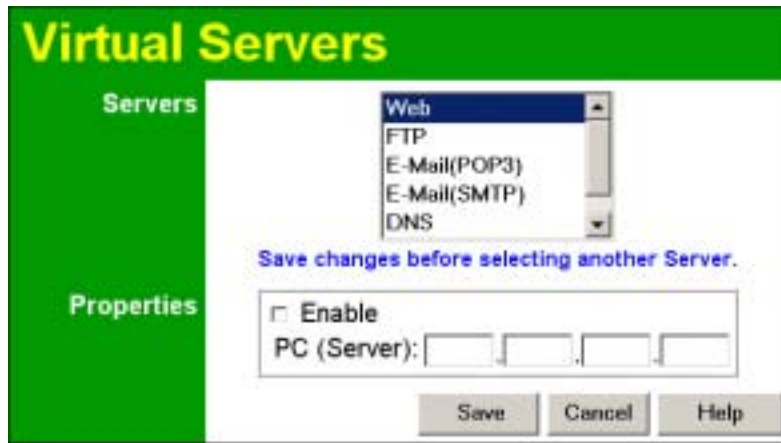 Virtual Servers
Servers
Web
FTP
E-Mail(POP3)
E-Mail(SMTP)
DNS
Save changes before selecting another Server.
Properties
Enable
PC (Server): . . .
Save Cancel Help